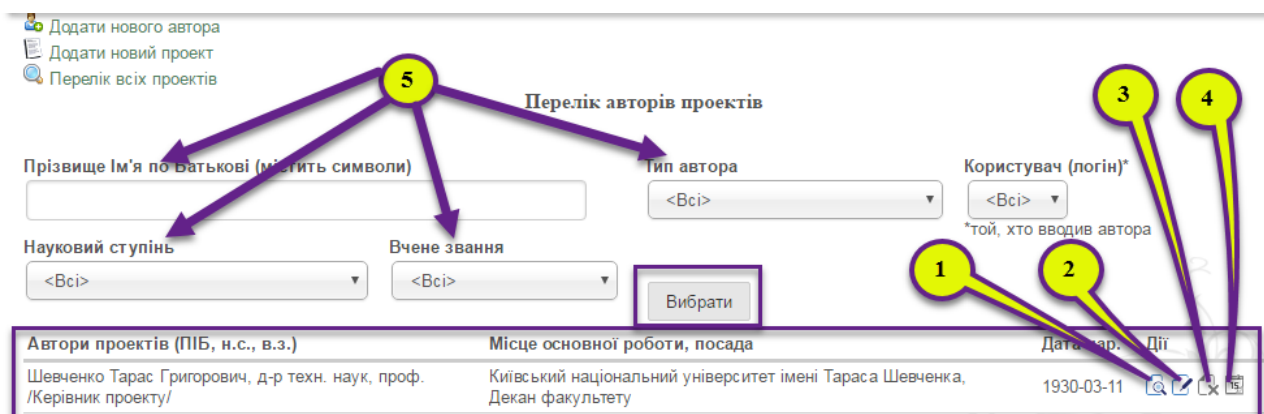 Додати нового автора
Додати новий проект
Перелік всіх проектів
5
3
4
Перелік авторів проектів
Прізвище Ім'я по Батькові (містить символи)
Тип автора
Користувач (логін)*
<Всі>
<Всі>
*той, хто вводив автора
Науковий ступінь
Вчене звання
1
2
<Всі>
<Всі>
Вибрати
Автори проектів (ПІБ, н.с., в.з.)
Місце основної роботи, посада
Дата нар.
Дії
Шевченко Тарас Григорович, д-р техн. наук, проф.
/Керівник проекту/
Київський національний університет імені Тараса Шевченка,
Декан факультету
1930-03-11
15